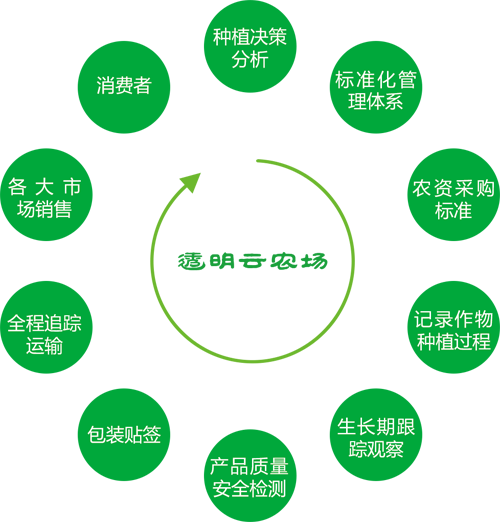 种植决策
分析
标准化管
理体系
农资采购
标准
记录作物
种植过程
生长期跟
踪观察
产品质量
安全检测
包装贴签
全程追踪
运输
各大市
场销售
消费者
透明云农场